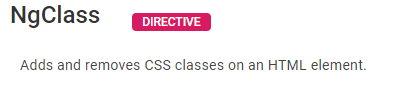 NgClass DIRECTIVE
Adds and removes CSS classes on an HTML element.